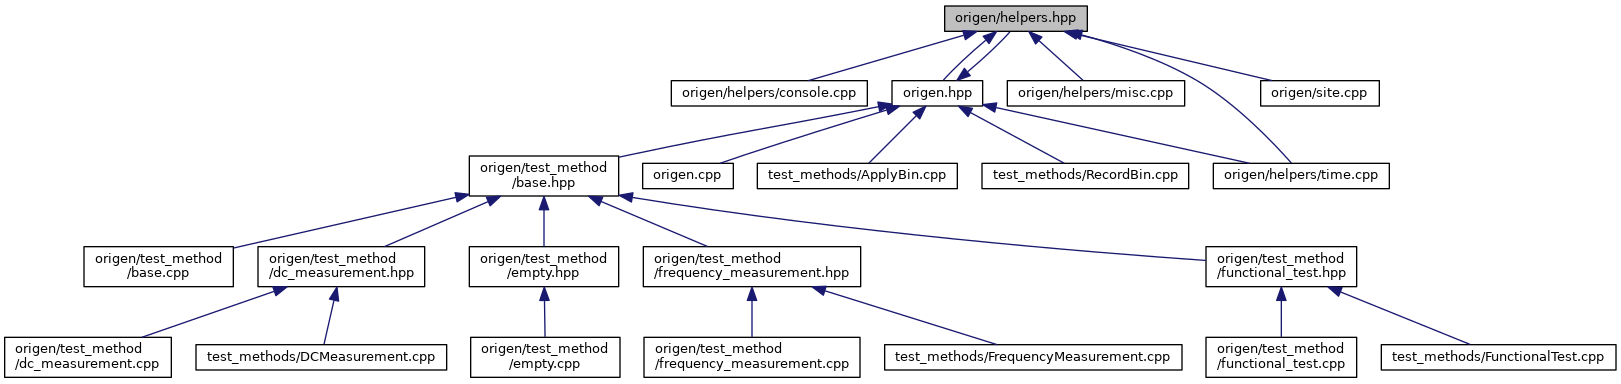 origen/helpers.hpp
origen/helpers/console.cpp
origen.hpp
origen/helpers/misc.cpp
origen/site.cpp
origen/test_method
/base.hpp
origen.cpp
test_methods/ApplyBin.cpp
test_methods/RecordBin.cpp
origen/helpers/time.cpp
origen/test_method
/base.cpp
origen/test_method
/dc_measurement.hpp
origen/test_method
/empty.hpp
origen/test_method
/frequency_measurement.hpp
origen/test_method
/functional_test.hpp
origen/test_method
/dc_measurement.cpp
test_methods/DCMeasurement.cpp
origen/test_method
/empty.cpp
origen/test_method
/frequency_measurement.cpp
test_methods/FrequencyMeasurement.cpp
origen/test_method
/functional_test.cpp
test_methods/FunctionalTest.cpp